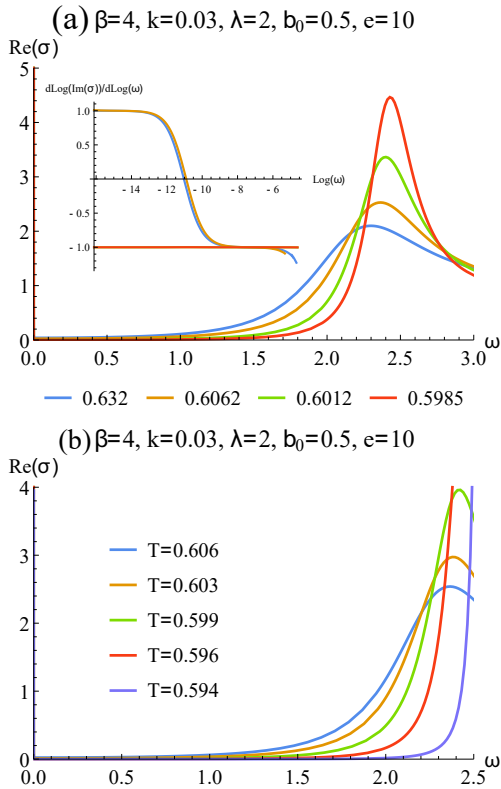 (a) β=4, k=0.03, λ=2, b₀=0.5, e=10
Re(σ)
5
4
3
2
1
0
0.0 0.5 1.0 1.5 2.0 2.5 3.0 ω
dLog(Im(σ))/dLog(ω)
1.0
0.5
-0.5
-1.0
-14 -12 -10 -8 -6
Log(ω)
0.632 0.6062 0.6012 0.5985
(b) β=4, k=0.03, λ=2, b₀=0.5, e=10
Re(σ)
4
3
2
1
0
T=0.606
T=0.603
T=0.599
T=0.596
T=0.594
0.0 0.5 1.0 1.5 2.0 2.5 ω